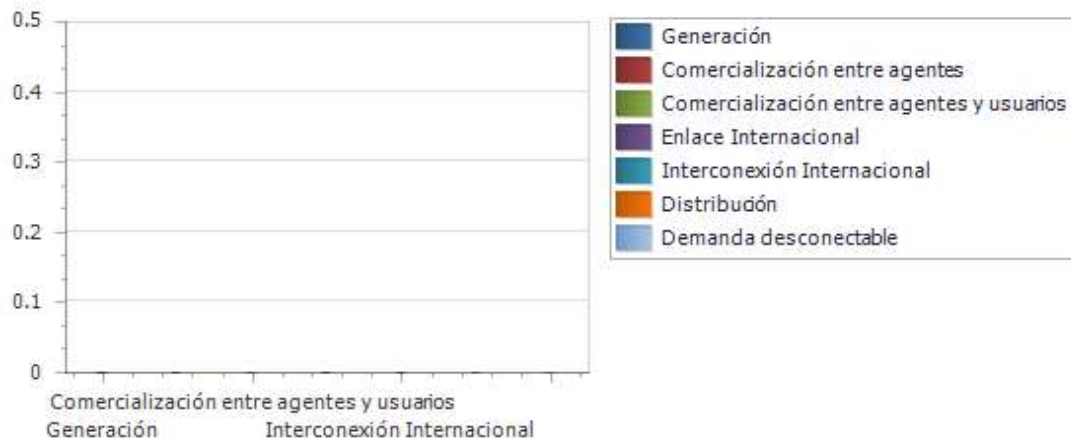 0.5
0.4
0.3
0.2
0.1
0
Comercialización entre agentes y usuarios
Generación Interconexión Internacional
Generación
Comercialización entre agentes
Comercialización entre agentes y usuarios
Enlace Internacional
Interconexión Internacional
Distribución
Demanda desconectable